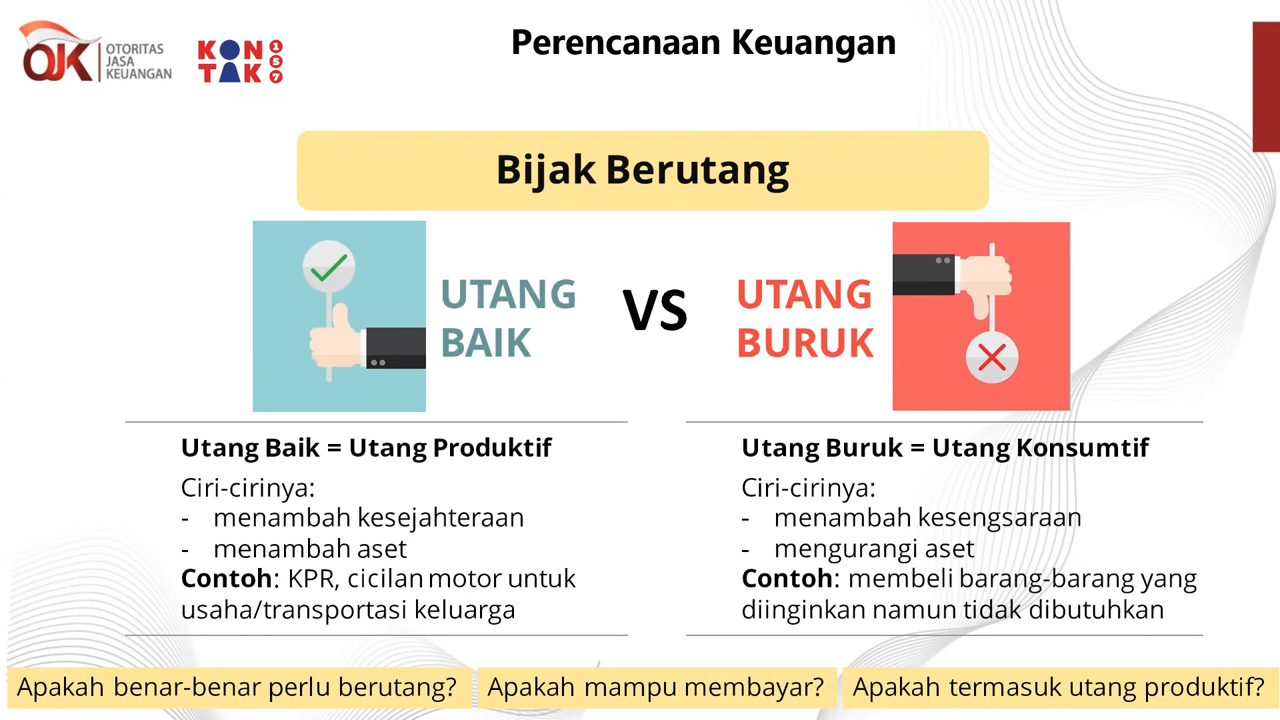 OJK
OTORITAS
JASA
KEUANGAN
KONTAK 157
Perencanaan Keuangan
Bijak Berutang
UTANG
BAIK
VS
UTANG
BURUK
Utang Baik = Utang Produktif
Ciri-cirinya:
- menambah kesejahteraan
- menambah aset
Contoh: KPR, cicilan motor untuk
usaha/transportasi keluarga
Utang Buruk = Utang Konsumtif
Ciri-cirinya:
- menambah kesengsaraan
- mengurangi aset
Contoh: membeli barang-barang yang
diinginkan namun tidak dibutuhkan
Apakah benar-benar perlu berutang?
Apakah mampu membayar?
Apakah termasuk utang produktif?